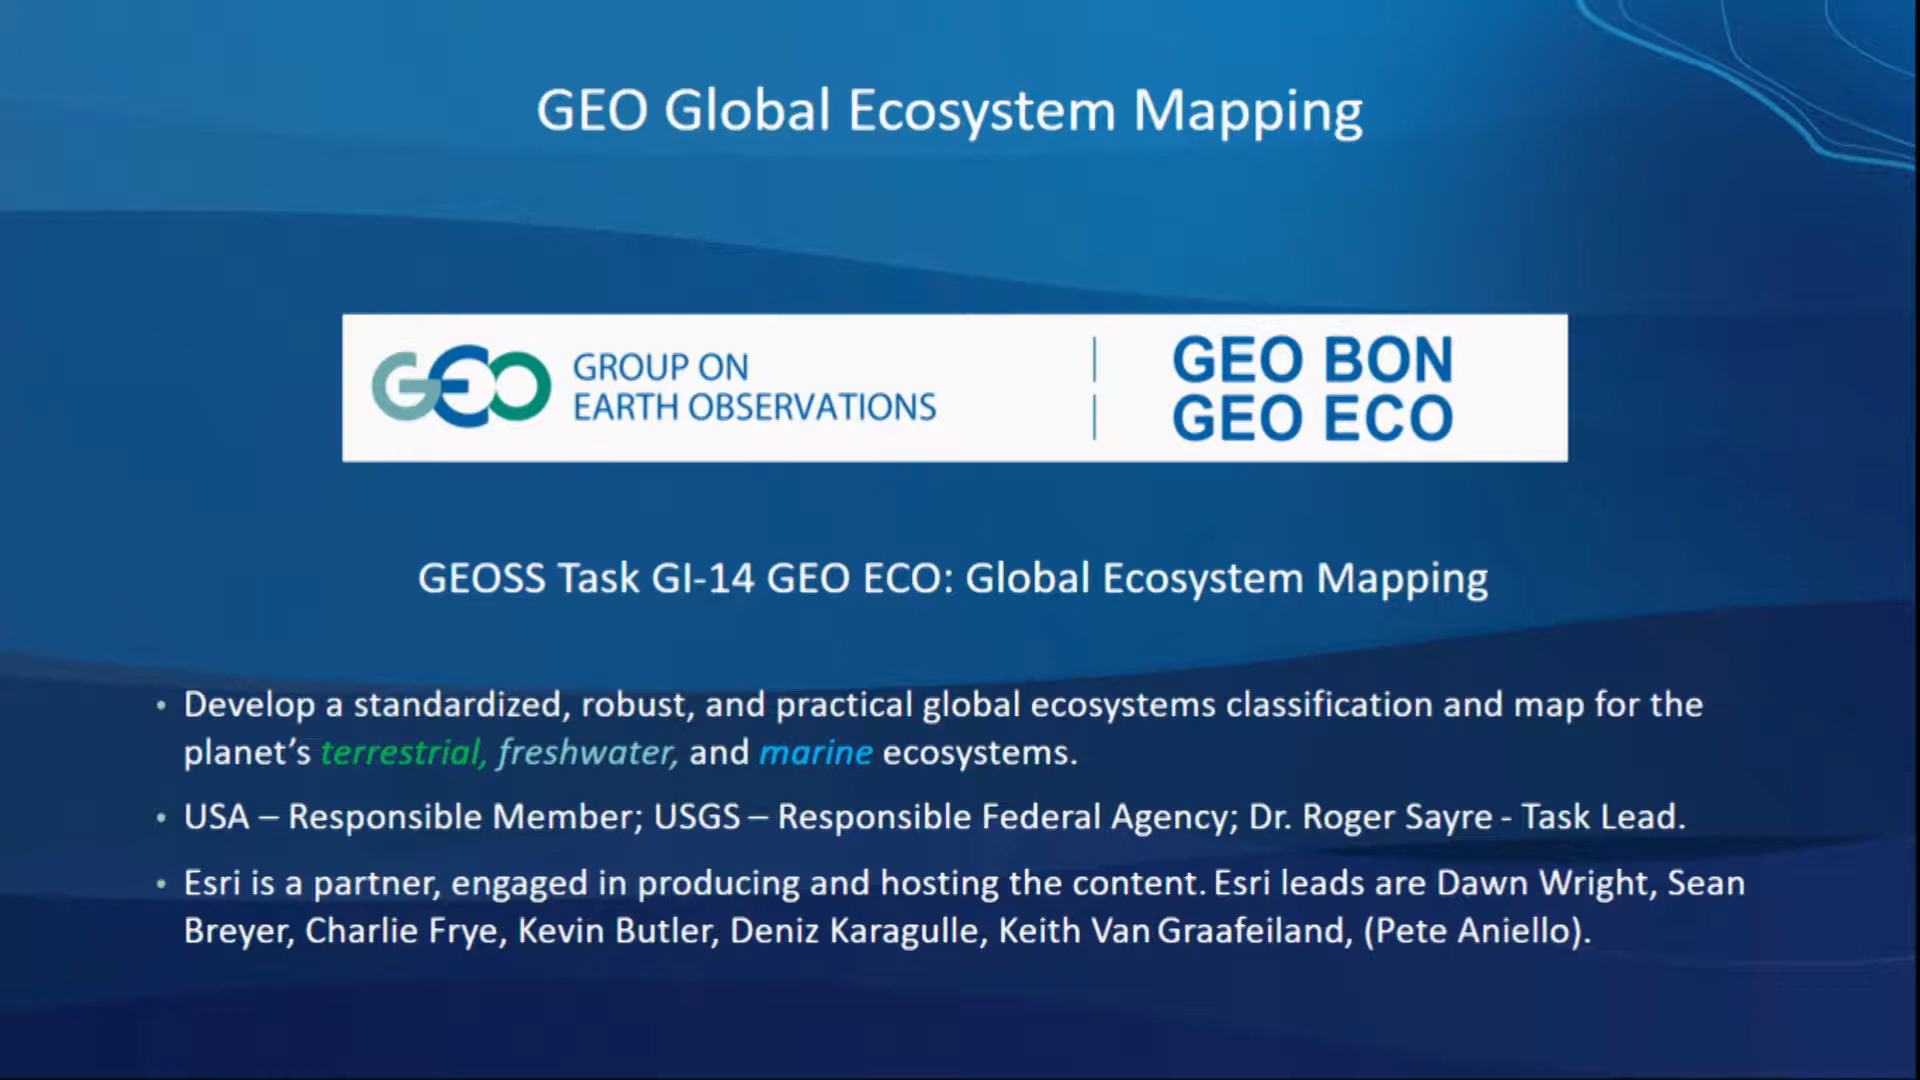 GEO Global Ecosystem Mapping
GEO
GROUP ON
EARTH OBSERVATIONS
GEO BON
GEO ECO
GEOSS Task GI-14 GEO ECO: Global Ecosystem Mapping
• Develop a standardized, robust, and practical global ecosystems classification and map for the
planet’s terrestrial, freshwater, and marine ecosystems.
• USA – Responsible Member; USGS – Responsible Federal Agency; Dr. Roger Sayre - Task Lead.
• Esri is a partner, engaged in producing and hosting the content. Esri leads are Dawn Wright, Sean
Breyer, Charlie Frye, Kevin Butler, Deniz Karagulle, Keith Van Graafeiland, (Pete Aniello).